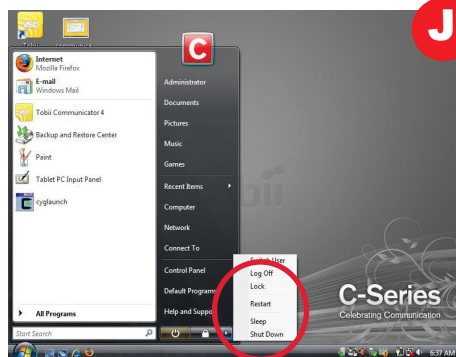 J
Tobii
C
Internet
Mozilla Firefox
E-mail
Windows Mail
Tobii Communicator 4
Backup and Restore Center
Paint
Tablet PC Input Panel
cyglaunch
All Programs
Start Search
Administrator
Documents
Pictures
Music
Games
Recent Items
Computer
Network
Connect To
Control Panel
Default Programs
Help and Suppo
Switch User
Log Off
Lock
Restart
Sleep
Shut Down
C-Series
Celebrating Communication
6:37 AM